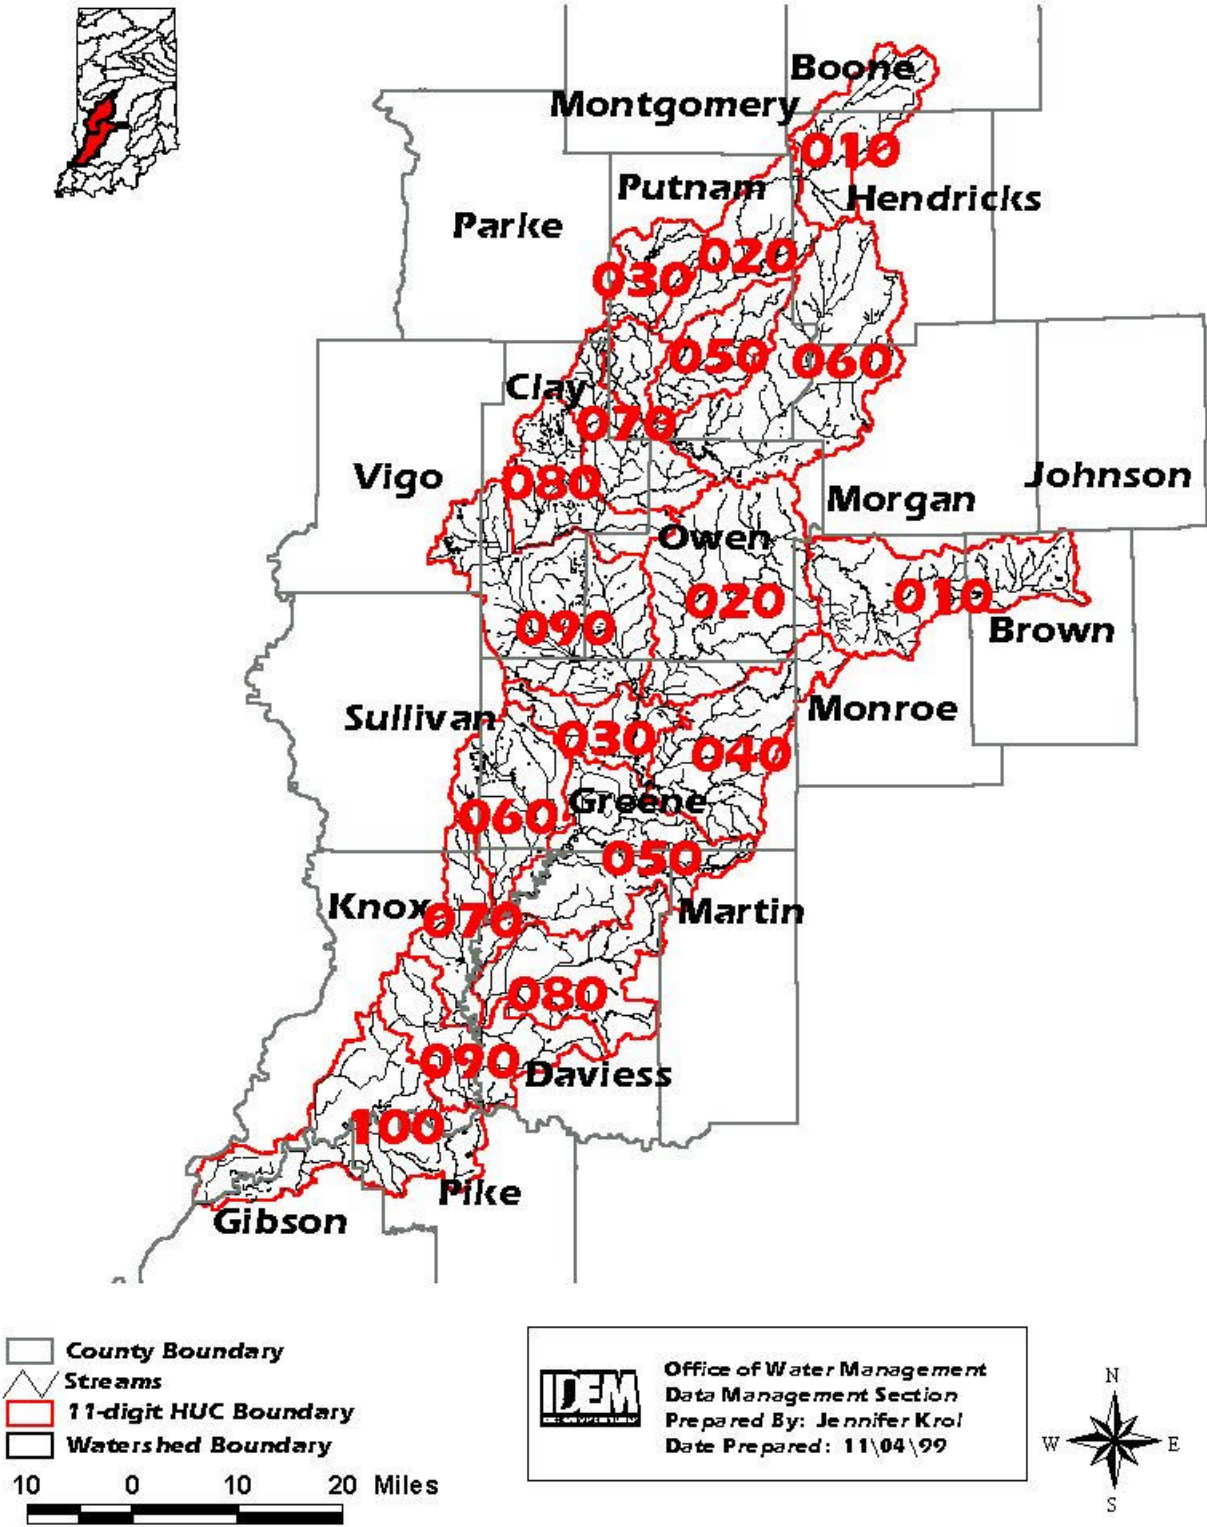 Boone
Montgomery
010
Putnam
Hendricks
Parke
020
030
050
060
Clay
070
Vigo
080
Johnson
Morgan
Owen
020
010
090
Brown
Sullivan
Monroe
030
040
Greene
060
050
Knox
070
Martin
080
090
Daviess
100
Pike
Gibson
County Boundary
Streams
11-digit HUC Boundary
Watershed Boundary
10 0 10 20 Miles
IDEM
Office of Water Management
Data Management Section
Prepared By: Jennifer Krol
Date Prepared: 11\04\99
N
W E
S